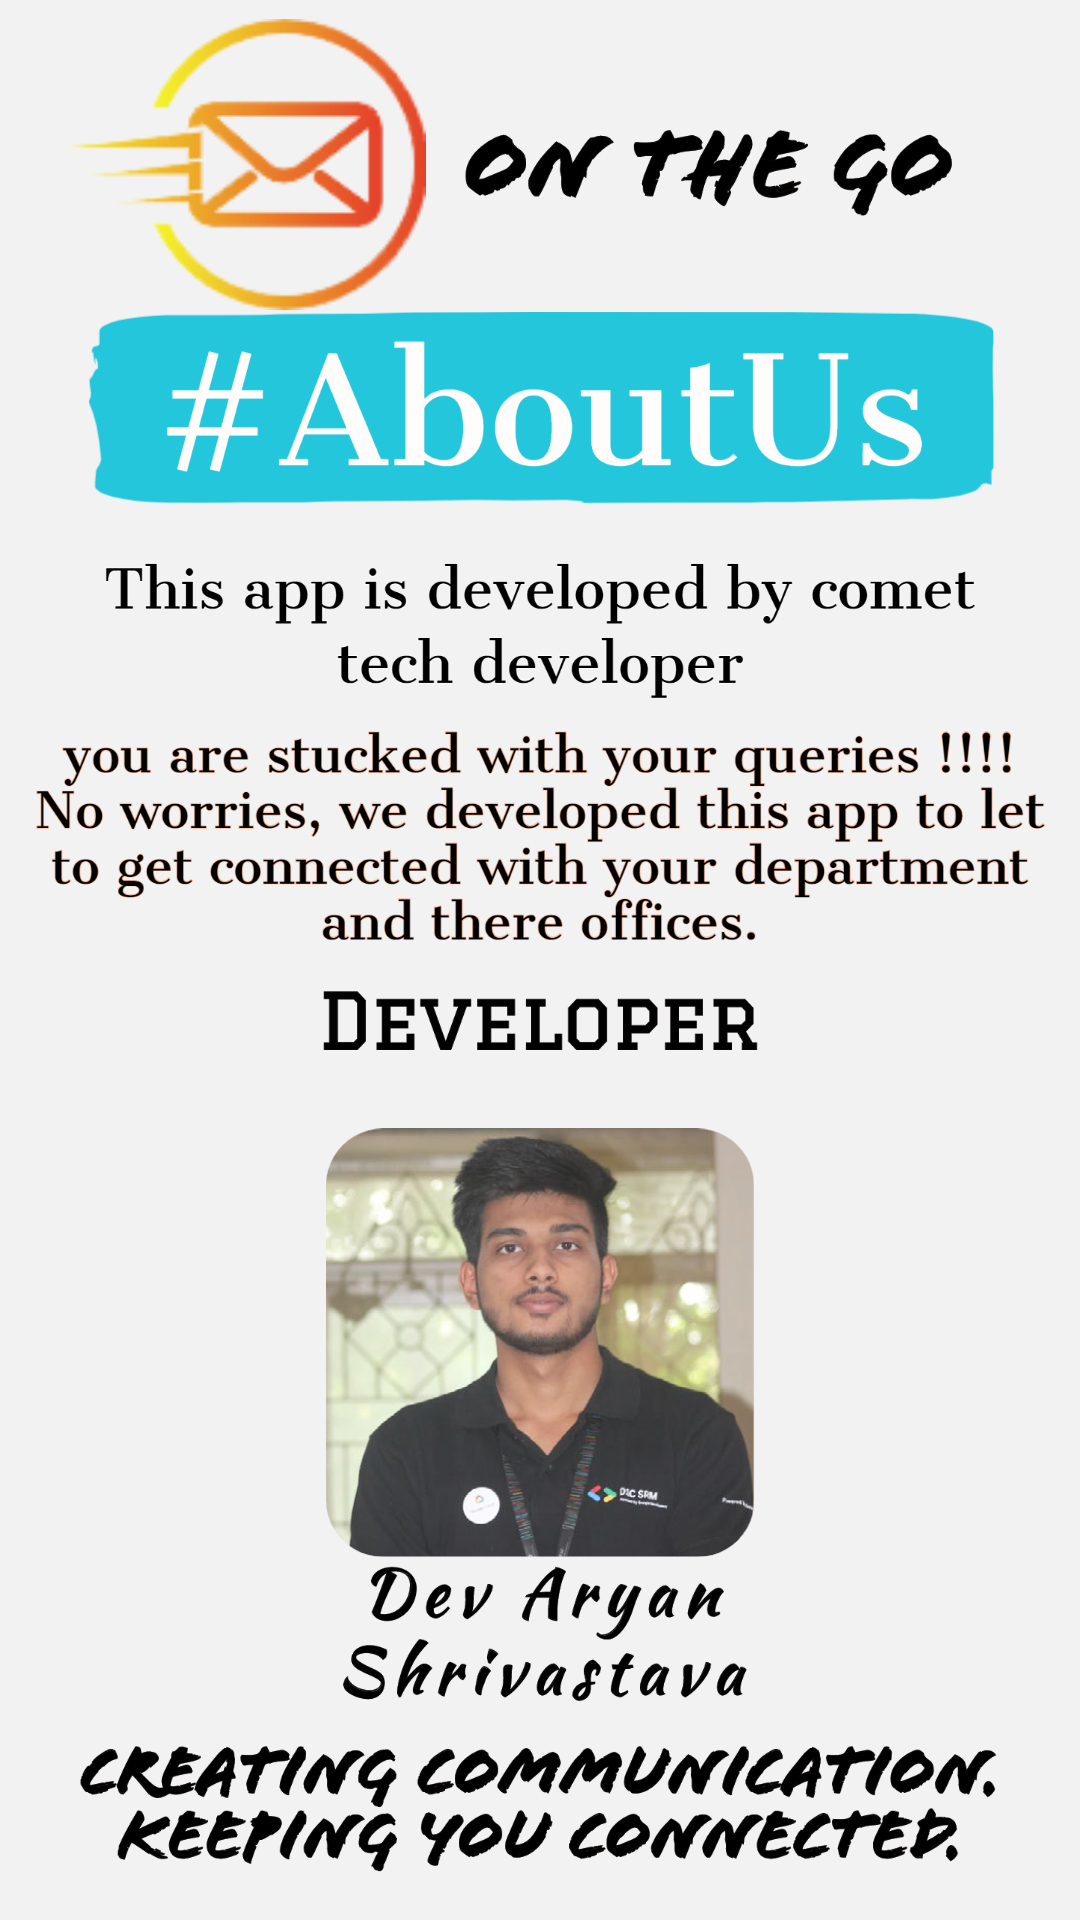 ON THE GO
#AboutUs
This app is developed by comet
tech developer
you are stucked with your queries !!!!
No worries, we developed this app to let
to get connected with your department
and there offices.
DEVELOPER
DSC SRM
Dev Aryan
Shrivastava
CREATING COMMUNICATION.
KEEPING YOU CONNECTED.